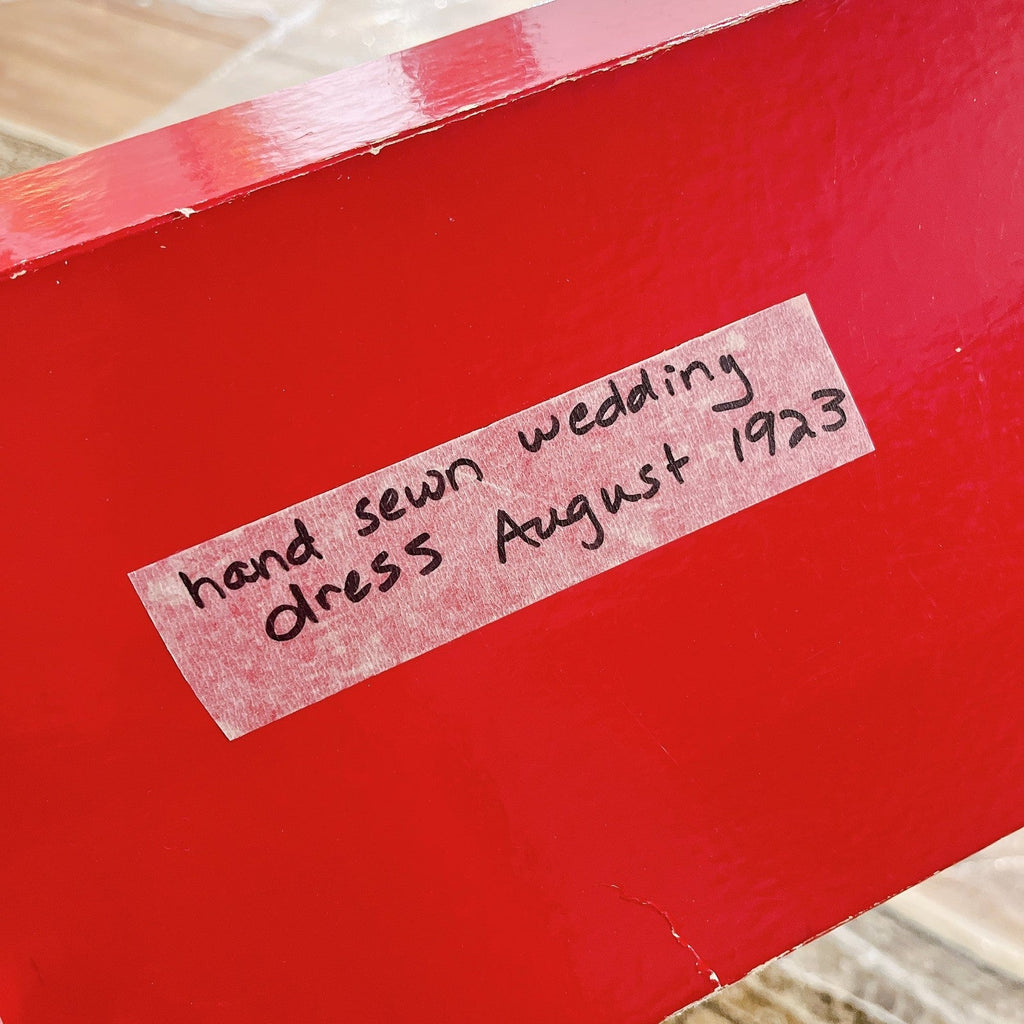 hand sewn wedding
dress August 1923